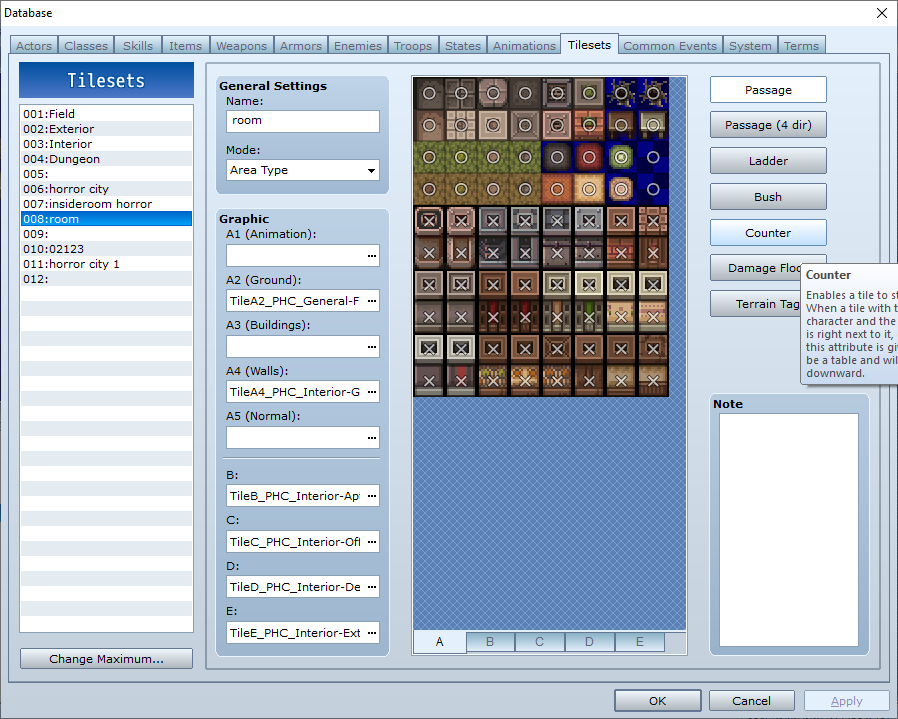 Database
Actors
Classes
Skills
Items
Weapons
Armors
Enemies
Troops
States
Animations
Tilesets
Common Events
System
Terms
Tilesets
001:Field
002:Exterior
003:Interior
004:Dungeon
005:
006:horror city
007:insideroom horror
008:room
009:
010:02123
011:horror city 1
012:
Change Maximum...
General Settings
Name:
room
Mode:
Area Type
Graphic
A1 (Animation):
...
A2 (Ground):
TileA2_PHC_General-F ...
A3 (Buildings):
...
A4 (Walls):
TileA4_PHC_Interior-G ...
A5 (Normal):
...
B:
TileB_PHC_Interior-Ap ...
C:
TileC_PHC_Interior-Off ...
D:
TileD_PHC_Interior-De ...
E:
TileE_PHC_Interior-Ext ...
A
B
C
D
E
Passage
Passage (4 dir)
Ladder
Bush
Counter
Damage Floo
Terrain Tag
Counter
Enables a tile to st
When a tile with t
character and the
is right next to it,
this attribute is giv
be a table and wil
downward.
Note
OK
Cancel
Apply